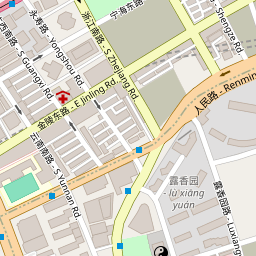 宁海东路
永寿路 - Yongshou Rd.
西南路 - S Guangxi Rd.
浙江南路 - S Zhejiang Rd.
Shengze Rd.
金陵东路 - E Jinling Rd.
人民路 - Renmin
云南南路 - S Yunnan Rd
露香园
- lù xiāng
yuán
露香园路 - Luxiang